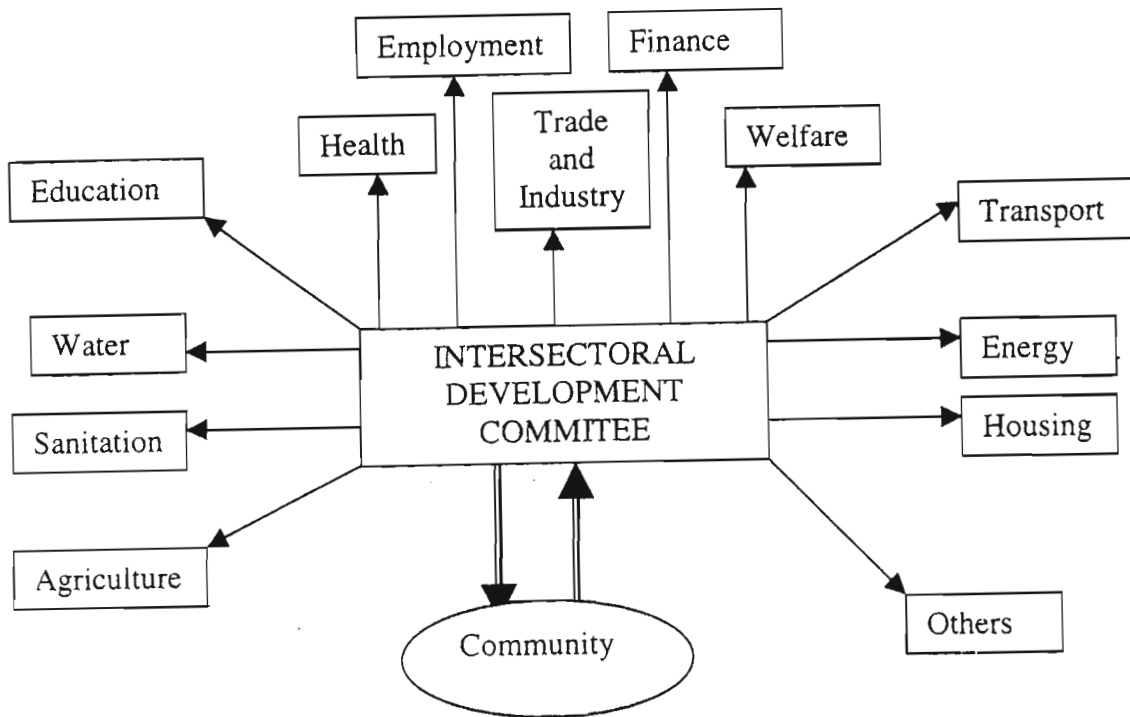 Employment
Finance
Health
Trade
and
Industry
Welfare
Education
Transport
Water
INTERSECTORAL
DEVELOPMENT
COMMITEE
Energy
Sanitation
Housing
Agriculture
Community
Others